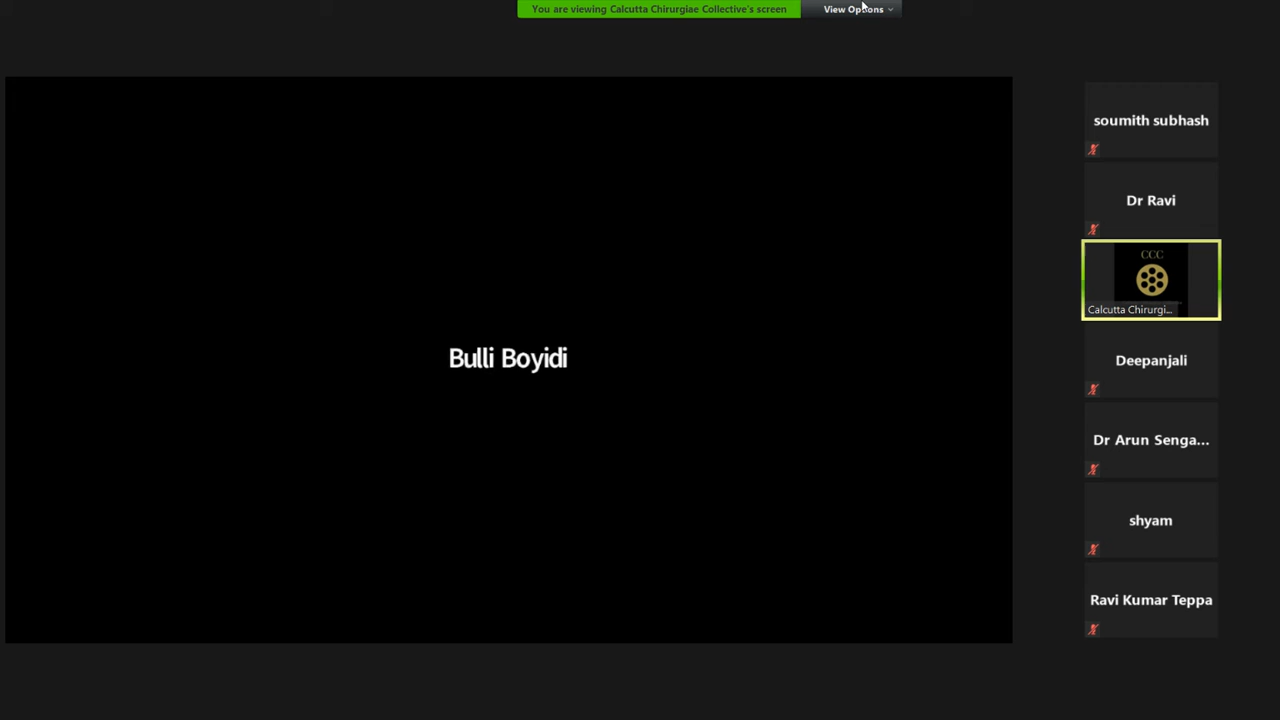 You are viewing Calcutta Chirurgiae Collective's screen
View Options
soumith subhash
Dr Ravi
CCC
Calcutta Chirurgi...
Bulli Boyidi
Deepanjali
Dr Arun Senga...
shyam
Ravi Kumar Teppa